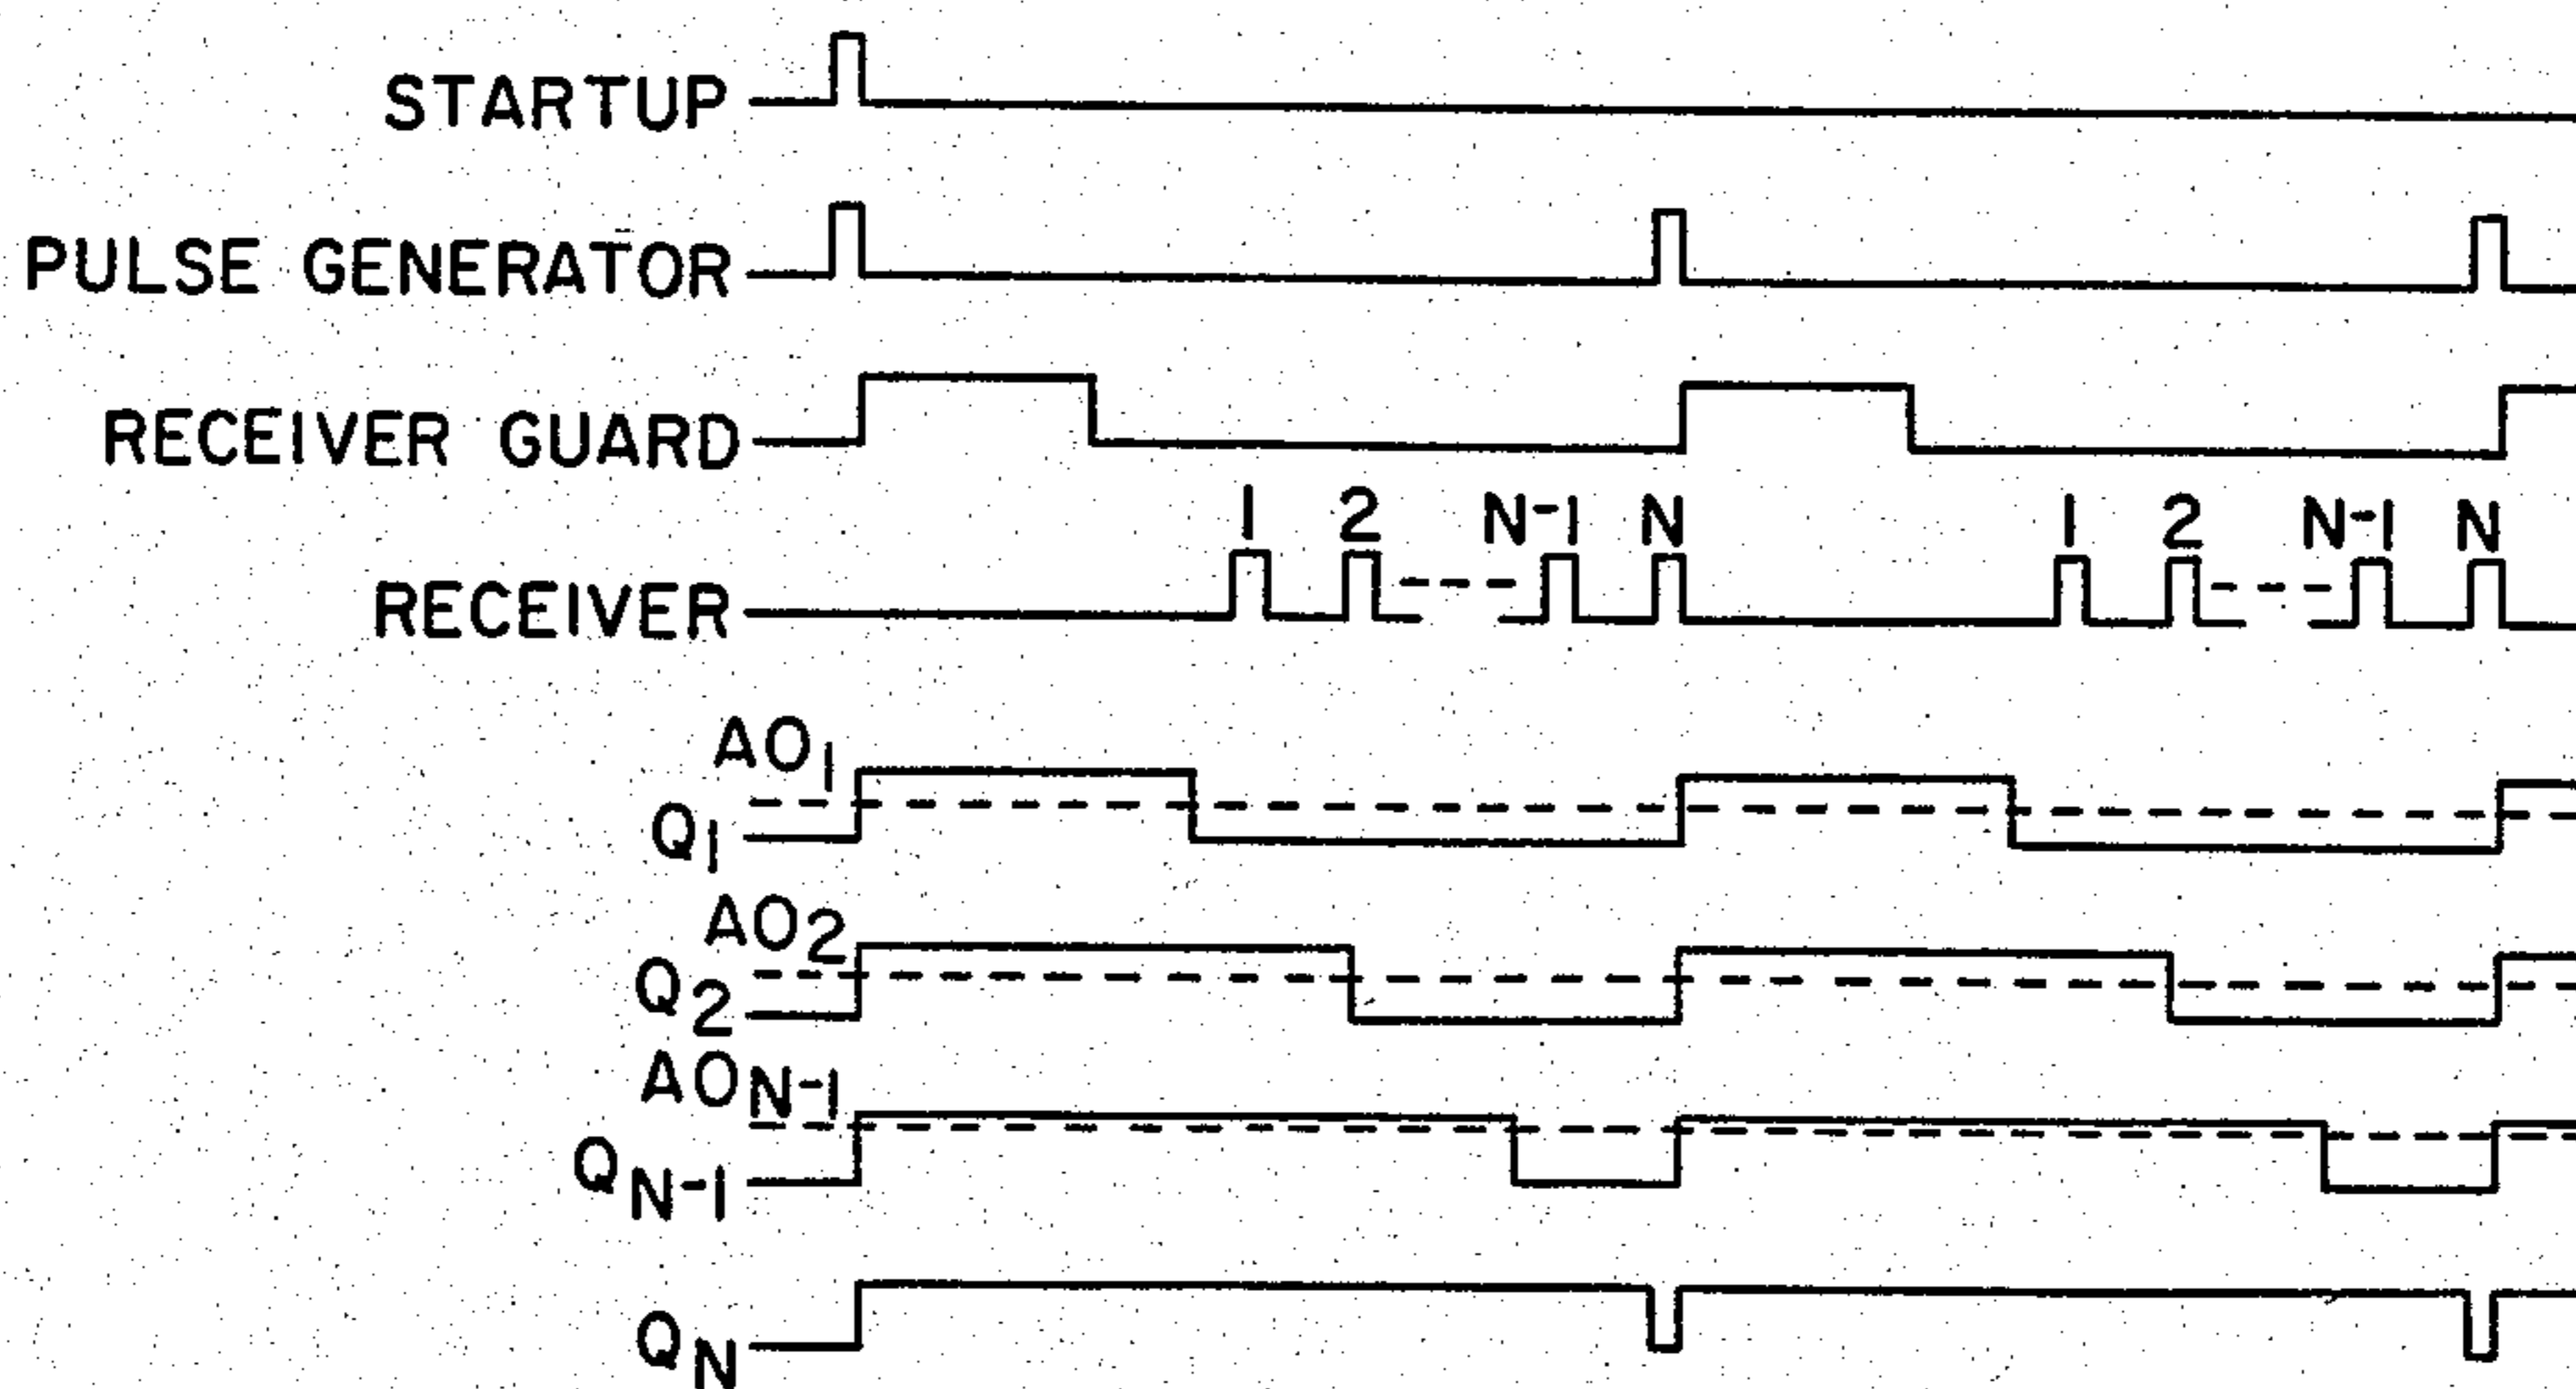 STARTUP
PULSE GENERATOR
RECEIVER GUARD
1 2 N-1 N 1 2 N-1 N
RECEIVER
AO1
Q1
AO2
Q2
AON-1
QN-1
QN